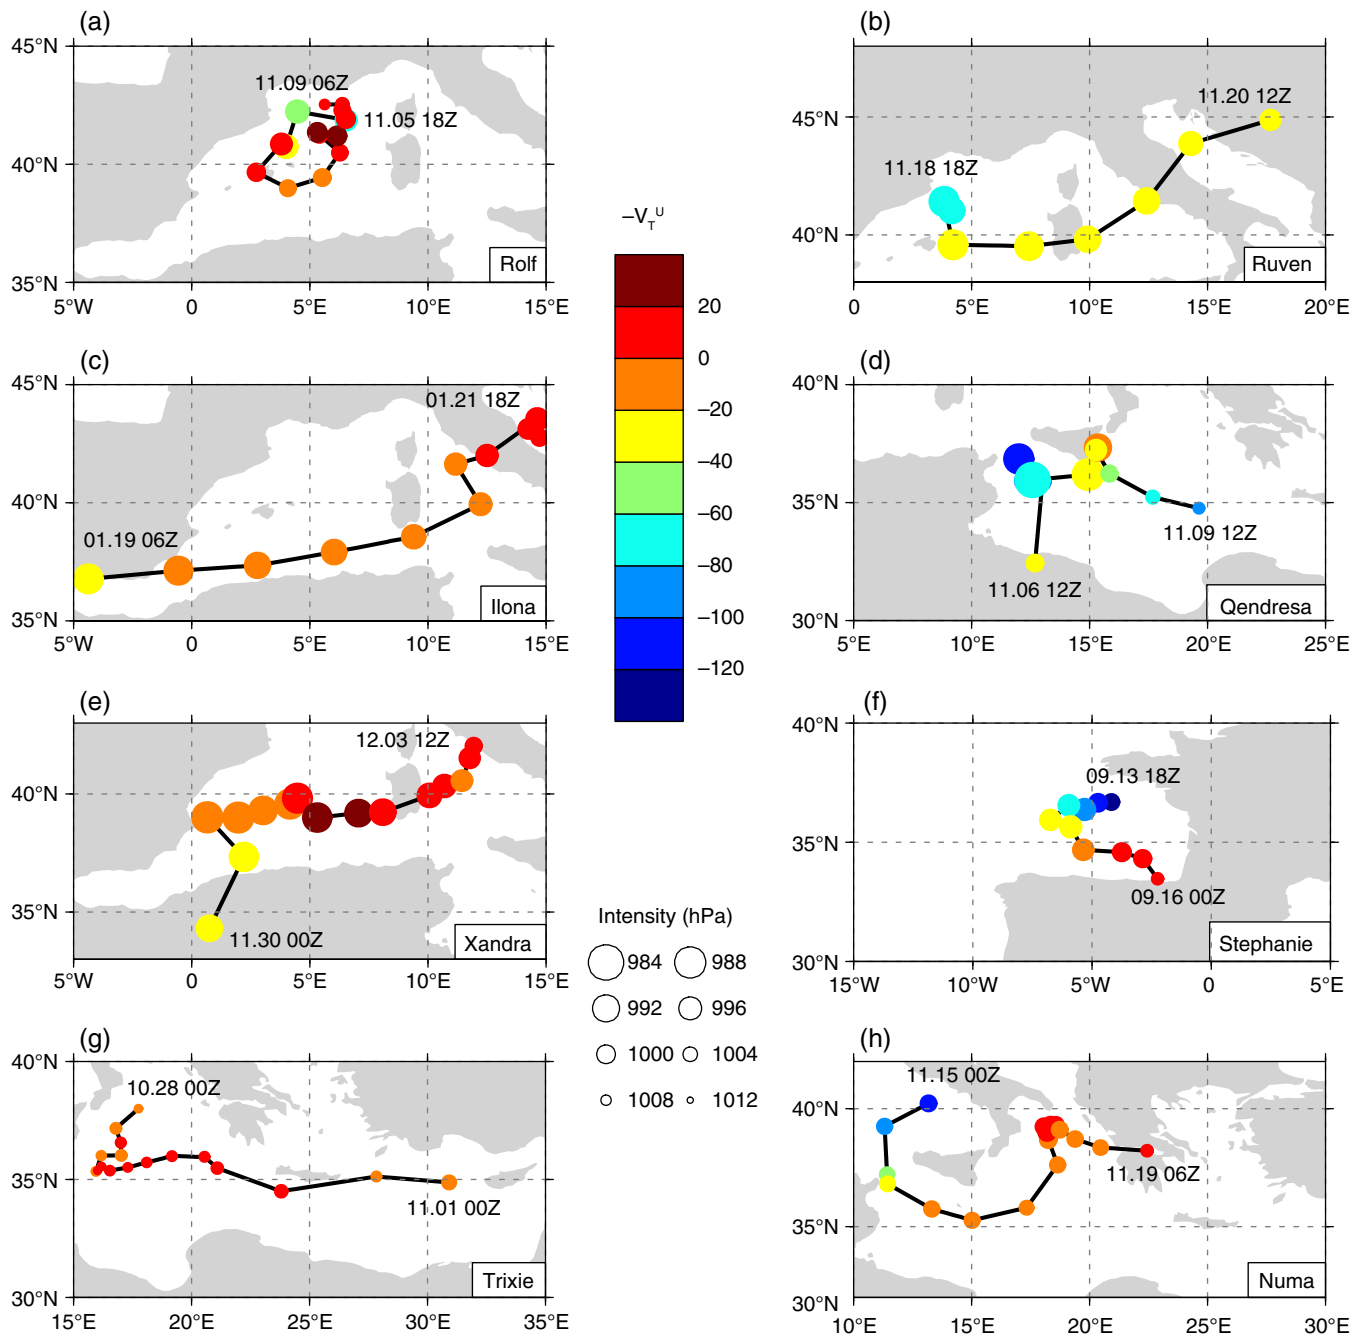 (a)
45°N
40°N
35°N
11.09 06Z
11.05 18Z
Rolf
5°W 0 5°E 10°E 15°E
(b)
45°N
40°N
11.20 12Z
11.18 18Z
Ruven
0 5°E 10°E 15°E 20°E
–V_T^U
20
0
–20
–40
–60
–80
–100
–120
(c)
45°N
40°N
35°N
01.21 18Z
01.19 06Z
Ilona
5°W 0 5°E 10°E 15°E
(d)
40°N
35°N
30°N
11.09 12Z
11.06 12Z
Qendresa
5°E 10°E 15°E 20°E 25°E
(e)
40°N
35°N
12.03 12Z
11.30 00Z
Xandra
5°W 0 5°E 10°E 15°E
(f)
40°N
35°N
30°N
09.13 18Z
09.16 00Z
Stephanie
15°W 10°W 5°W 0 5°E
Intensity (hPa)
984 988
992 996
1000 1004
1008 1012
(g)
40°N
35°N
30°N
10.28 00Z
11.01 00Z
Trixie
15°E 20°E 25°E 30°E 35°E
(h)
40°N
35°N
30°N
11.15 00Z
11.19 06Z
Numa
10°E 15°E 20°E 25°E 30°E